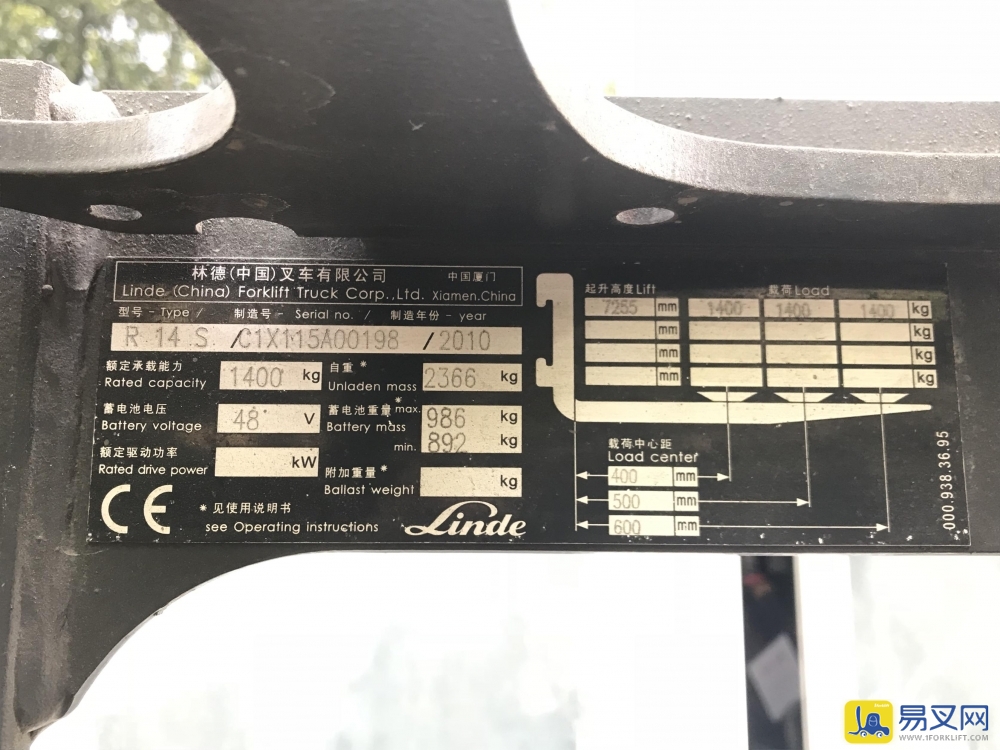 林德(中国)叉车有限公司 中国厦门
Linde (China) Forklift Truck Corp.,Ltd. Xiamen.China
型号 - Type / 制造号 - Serial no. / 制造年份 - year
R 14 S / C1X115A00198 / 2010
额定承载能力 Rated capacity 1400 kg
自重 * Unladen mass 2366 kg
蓄电池电压 Battery voltage 48 V
蓄电池重量 * Battery mass max. 986 kg
min. 892 kg
额定驱动功率 Rated drive power kW
附加重量 * Ballast weight kg
CE
* 见使用说明书
see Operating instructions
Linde
起升高度 Lift 载荷 Load
7255 mm 1400 1400 1400 kg
mm kg
mm kg
mm kg
载荷中心距
Load center
400 mm
500 mm
600 mm
000.938.36.95
易叉网
WWW.1FORKLIFT.COM